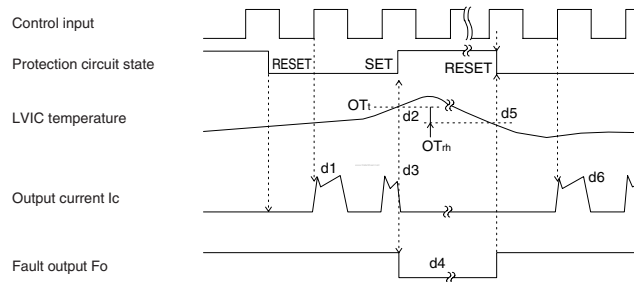 Control input
Protection circuit state
RESET
SET
RESET
LVIC temperature
OTt
d2
d5
OTrh
Output current Ic
d1
d3
d6
Fault output Fo
d4